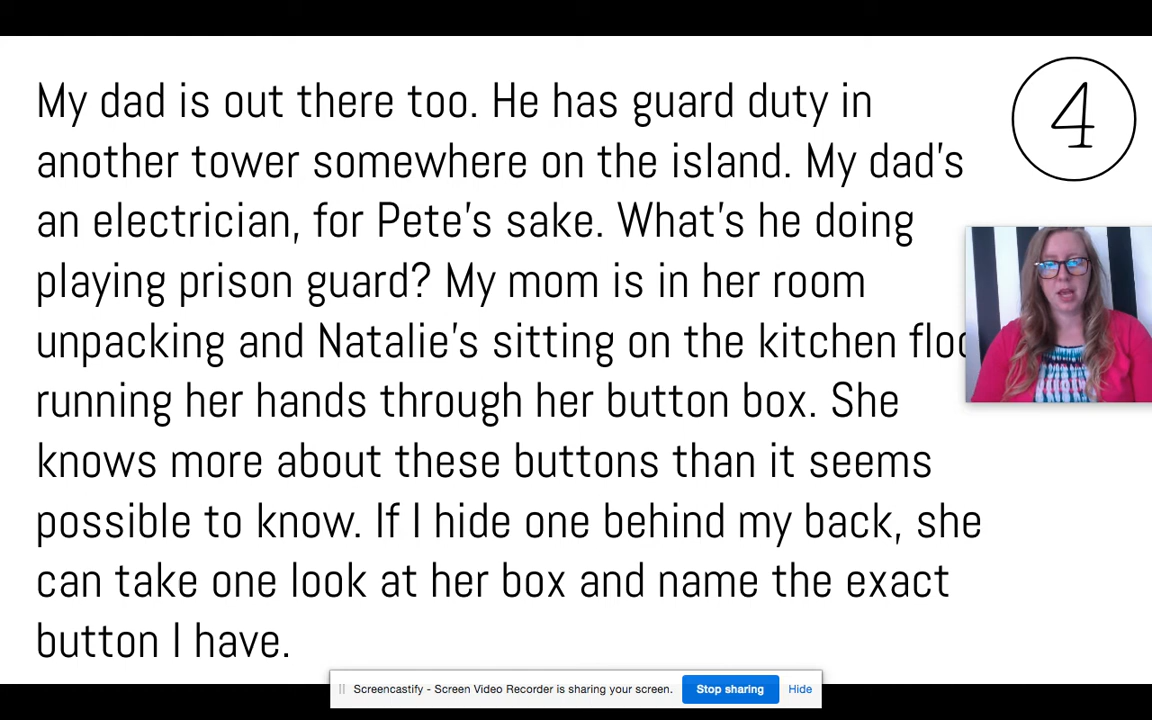 My dad is out there too. He has guard duty in
another tower somewhere on the island. My dad’s
an electrician, for Pete’s sake. What’s he doing
playing prison guard? My mom is in her room
unpacking and Natalie’s sitting on the kitchen
running her hands through her button box. She
knows more about these buttons than it seems
possible to know. If I hide one behind my back, she
can take one look at her box and name the exact
button I have.
4
Screencastify - Screen Video Recorder is sharing your screen.
Stop sharing
Hide